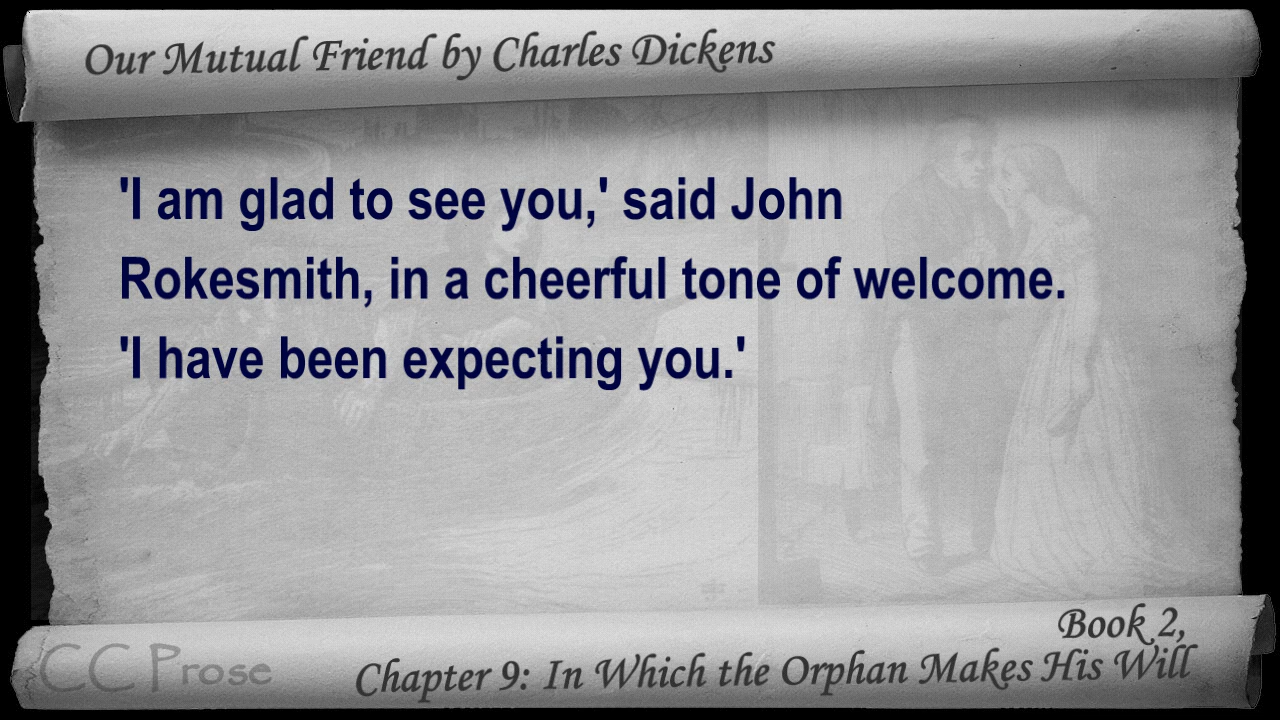 Our Mutual Friend by Charles Dickens
'I am glad to see you,' said John
Rokesmith, in a cheerful tone of welcome.
'I have been expecting you.'
Book 2,
Chapter 9: In Which the Orphan Makes His Will
CC Prose